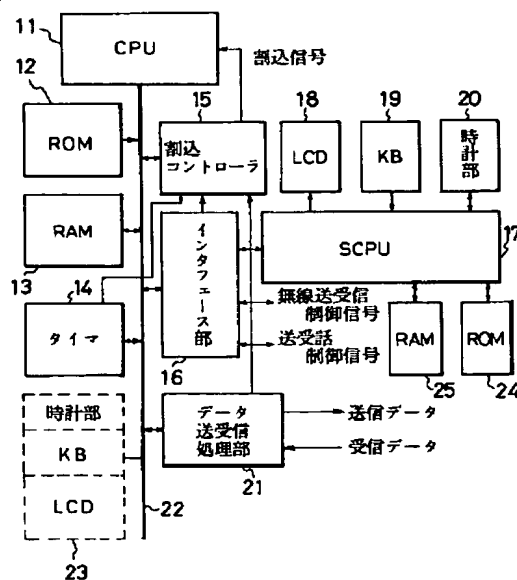 11
CPU
割込信号
12
ROM
15
割込
コントローラ
18
LCD
19
KB
20
時計部
RAM
13
インタフェース部
16
SCPU
17
14
タイマ
無線送受信
制御信号
送受話
制御信号
RAM
25
ROM
24
時計部
KB
LCD
23
22
データ
送受信
処理部
21
送信データ
受信データ